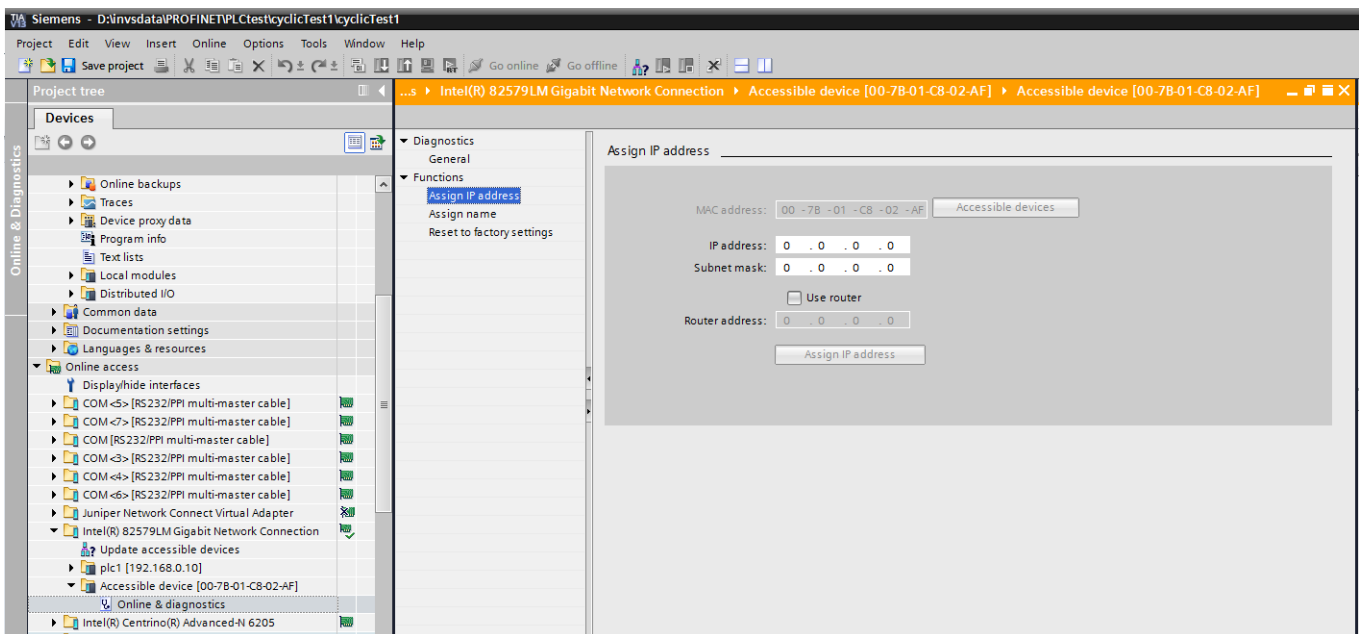 Siemens - D:\invsdata\PROFINET\PLCtest\cyclicTest1\cyclicTest1
Project Edit View Insert Online Options Tools Window Help
Save project Go online Go offline
Project tree
...s Intel(R) 82579LM Gigabit Network Connection Accessible device [00-7B-01-C8-02-AF] Accessible device [00-7B-01-C8-02-AF]
Devices
Online & Diagnostics
Online backups
Traces
Device proxy data
Program info
Text lists
Local modules
Distributed I/O
Common data
Documentation settings
Languages & resources
Online access
Display/hide interfaces
COM <5> [RS232/PPI multi-master cable]
COM <7> [RS232/PPI multi-master cable]
COM [RS232/PPI multi-master cable]
COM <3> [RS232/PPI multi-master cable]
COM <4> [RS232/PPI multi-master cable]
COM <6> [RS232/PPI multi-master cable]
Juniper Network Connect Virtual Adapter
Intel(R) 82579LM Gigabit Network Connection
Update accessible devices
plc1 [192.168.0.10]
Accessible device [00-7B-01-C8-02-AF]
Online & diagnostics
Intel(R) Centrino(R) Advanced-N 6205
Diagnostics
General
Functions
Assign IP address
Assign name
Reset to factory settings
Assign IP address
MAC address: 00 -7B -01 -C8 -02 -AF Accessible devices
IP address: 0 . 0 . 0 . 0
Subnet mask: 0 . 0 . 0 . 0
Use router
Router address: 0 . 0 . 0 . 0
Assign IP address